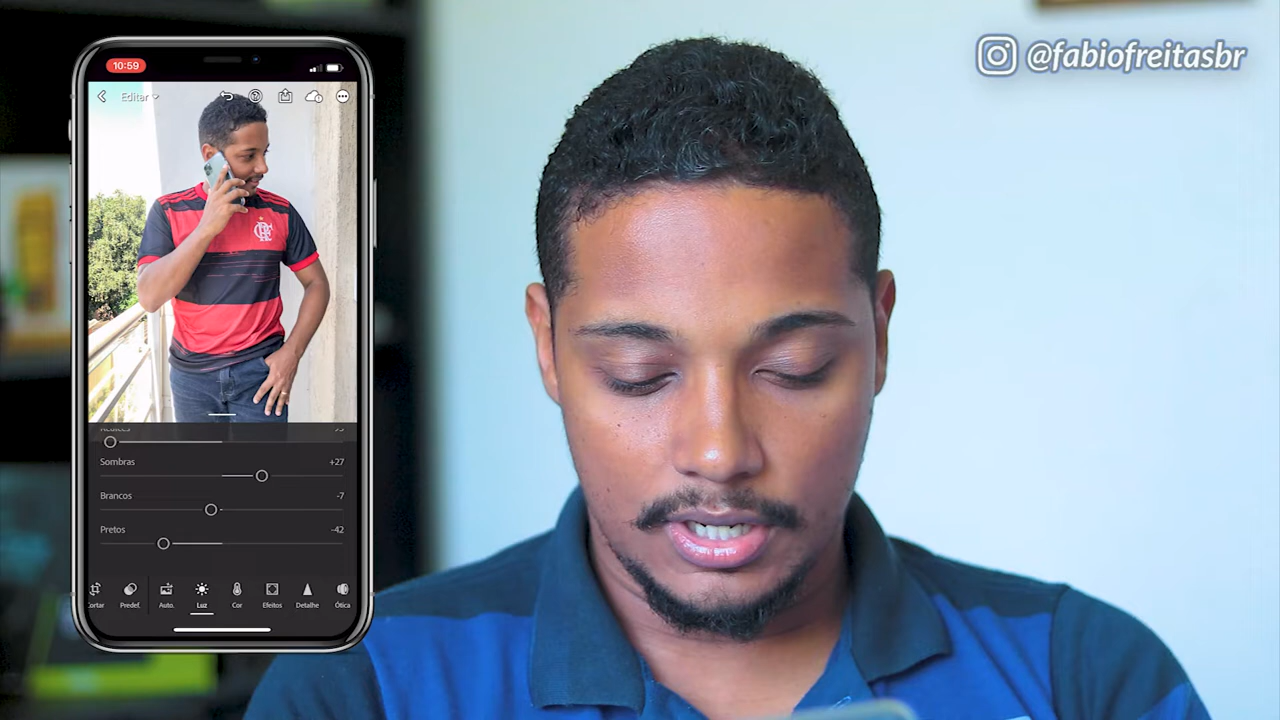 @fabiofreitasbr
10:59
Editar
Sombras +27
Brancos -7
Pretos -42
Cortar Predef. Auto. Luz Cor Efeitos Detalhe Ótica